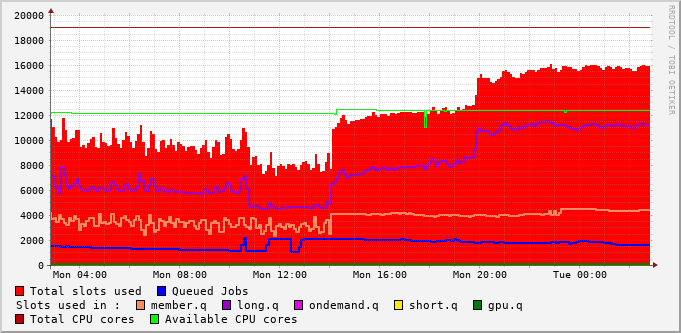 20000
18000
16000
14000
12000
10000
8000
6000
4000
2000
0
Mon 04:00 Mon 08:00 Mon 12:00 Mon 16:00 Mon 20:00 Tue 00:00
Total slots used Queued Jobs
Slots used in : member.q long.q ondemand.q short.q gpu.q
Total CPU cores Available CPU cores
RRDTOOL / TOBI OETIKER